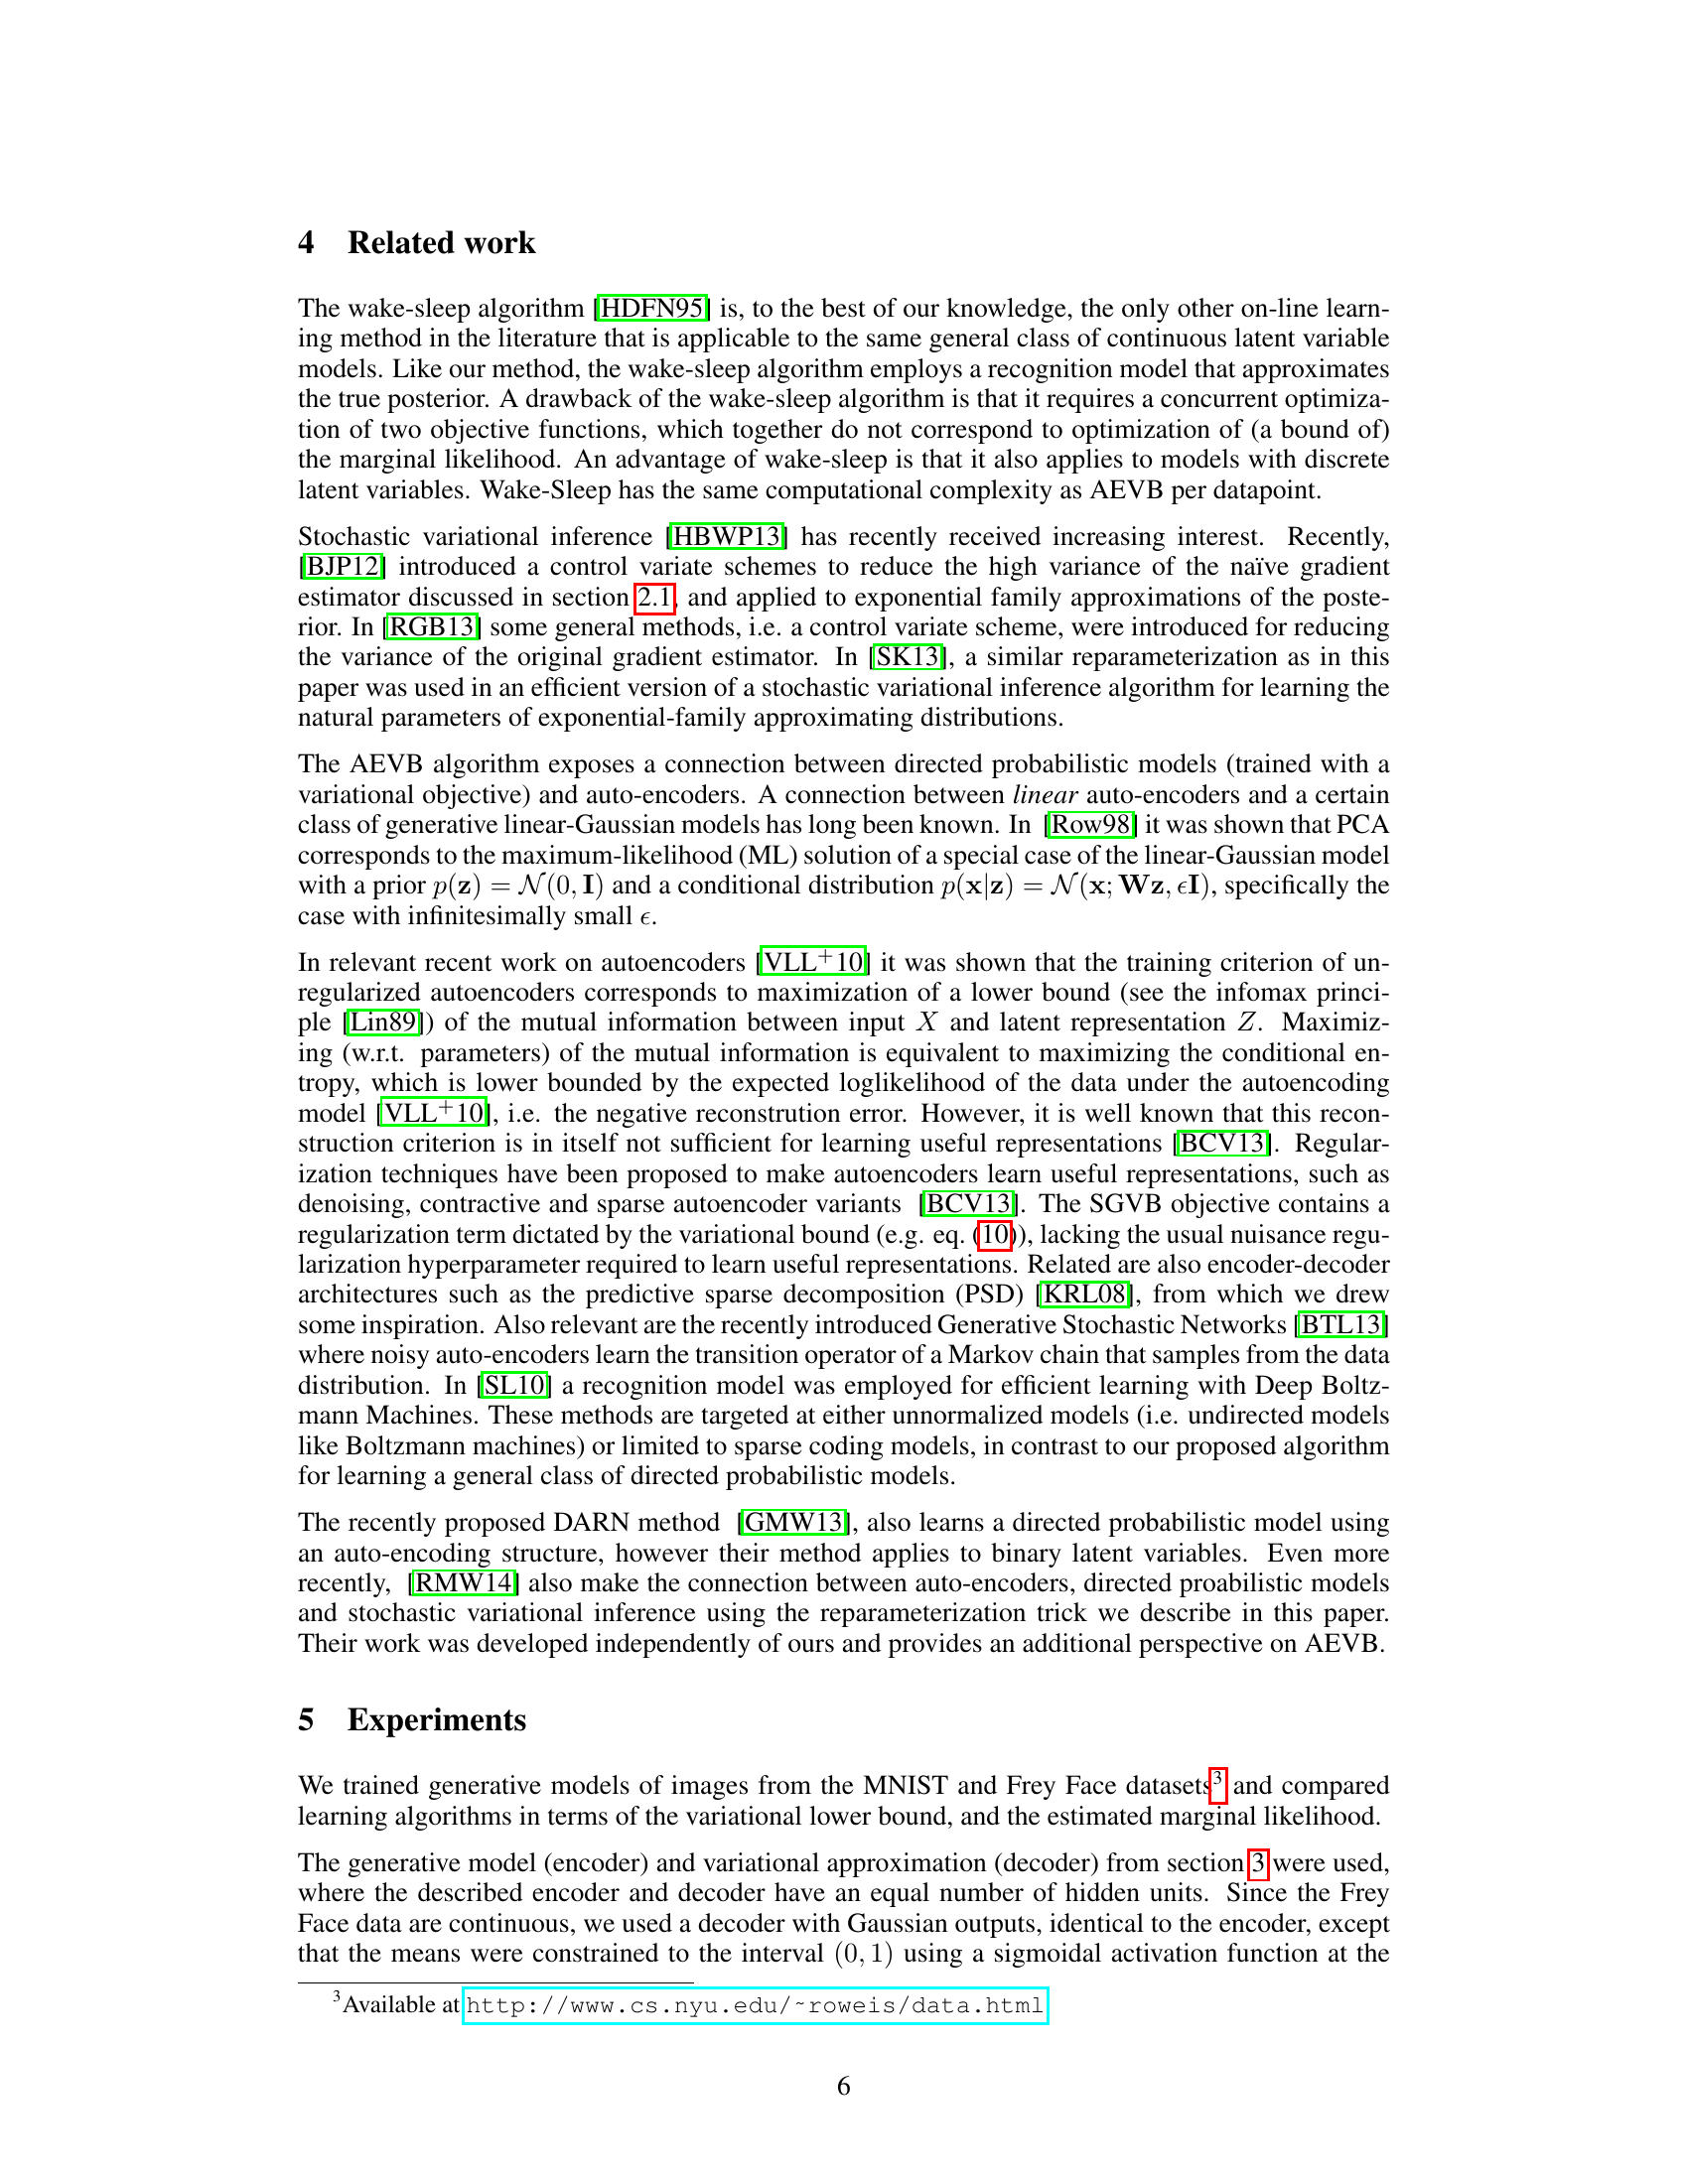 4 Related work
The wake-sleep algorithm [HDFN95] is, to the best of our knowledge, the only other on-line learn-
ing method in the literature that is applicable to the same general class of continuous latent variable
models. Like our method, the wake-sleep algorithm employs a recognition model that approximates
the true posterior. A drawback of the wake-sleep algorithm is that it requires a concurrent optimiza-
tion of two objective functions, which together do not correspond to optimization of (a bound of)
the marginal likelihood. An advantage of wake-sleep is that it also applies to models with discrete
latent variables. Wake-Sleep has the same computational complexity as AEVB per datapoint.
Stochastic variational inference [HBWP13] has recently received increasing interest. Recently,
[BJP12] introduced a control variate schemes to reduce the high variance of the naïve gradient
estimator discussed in section 2.1, and applied to exponential family approximations of the poste-
rior. In [RGB13] some general methods, i.e. a control variate scheme, were introduced for reducing
the variance of the original gradient estimator. In [SK13], a similar reparameterization as in this
paper was used in an efficient version of a stochastic variational inference algorithm for learning the
natural parameters of exponential-family approximating distributions.
The AEVB algorithm exposes a connection between directed probabilistic models (trained with a
variational objective) and auto-encoders. A connection between linear auto-encoders and a certain
class of generative linear-Gaussian models has long been known. In [Row98] it was shown that PCA
corresponds to the maximum-likelihood (ML) solution of a special case of the linear-Gaussian model
with a prior p(z) = N(0, I) and a conditional distribution p(x|z) = N(x; Wz, ϵI), specifically the
case with infinitesimally small ϵ.
In relevant recent work on autoencoders [VLL+10] it was shown that the training criterion of un-
regularized autoencoders corresponds to maximization of a lower bound (see the infomax princi-
ple [Lin89]) of the mutual information between input X and latent representation Z. Maximiz-
ing (w.r.t. parameters) of the mutual information is equivalent to maximizing the conditional en-
tropy, which is lower bounded by the expected loglikelihood of the data under the autoencoding
model [VLL+10], i.e. the negative reconstrution error. However, it is well known that this recon-
struction criterion is in itself not sufficient for learning useful representations [BCV13]. Regular-
ization techniques have been proposed to make autoencoders learn useful representations, such as
denoising, contractive and sparse autoencoder variants [BCV13]. The SGVB objective contains a
regularization term dictated by the variational bound (e.g. eq. (10)), lacking the usual nuisance regu-
larization hyperparameter required to learn useful representations. Related are also encoder-decoder
architectures such as the predictive sparse decomposition (PSD) [KRL08], from which we drew
some inspiration. Also relevant are the recently introduced Generative Stochastic Networks [BTL13]
where noisy auto-encoders learn the transition operator of a Markov chain that samples from the data
distribution. In [SL10] a recognition model was employed for efficient learning with Deep Boltz-
mann Machines. These methods are targeted at either unnormalized models (i.e. undirected models
like Boltzmann machines) or limited to sparse coding models, in contrast to our proposed algorithm
for learning a general class of directed probabilistic models.
The recently proposed DARN method [GMW13], also learns a directed probabilistic model using
an auto-encoding structure, however their method applies to binary latent variables. Even more
recently, [RMW14] also make the connection between auto-encoders, directed proabilistic models
and stochastic variational inference using the reparameterization trick we describe in this paper.
Their work was developed independently of ours and provides an additional perspective on AEVB.
5 Experiments
We trained generative models of images from the MNIST and Frey Face datasets3 and compared
learning algorithms in terms of the variational lower bound, and the estimated marginal likelihood.
The generative model (encoder) and variational approximation (decoder) from section 3 were used,
where the described encoder and decoder have an equal number of hidden units. Since the Frey
Face data are continuous, we used a decoder with Gaussian outputs, identical to the encoder, except
that the means were constrained to the interval (0, 1) using a sigmoidal activation function at the
3Available at http://www.cs.nyu.edu/~roweis/data.html
6